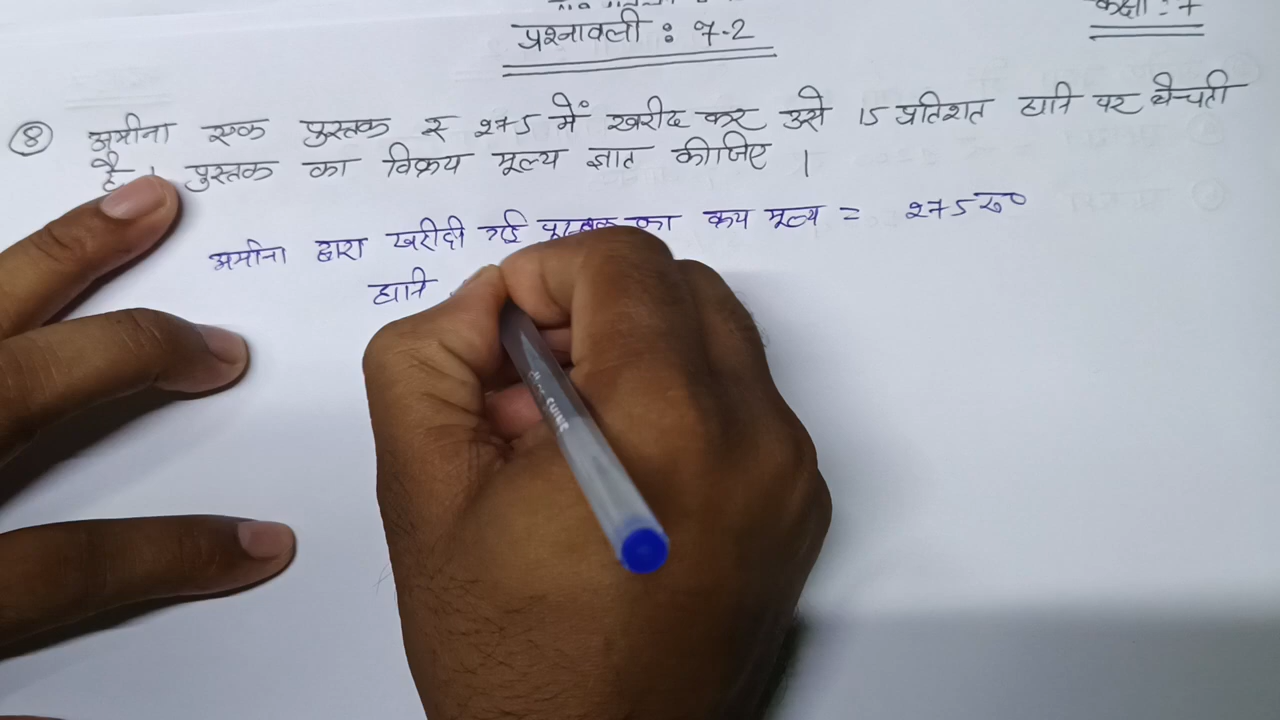 प्रश्नावली : 7.2
कक्षा : 7
8 अमीना एक पुस्तक रु 275 में खरीद कर उसे 15 प्रतिशत हानि पर बेचती
है । पुस्तक का विक्रय मूल्य ज्ञात कीजिए ।
अमीना द्वारा खरीदी गई पुस्तक का क्रय मूल्य = 275 रु०
हानि